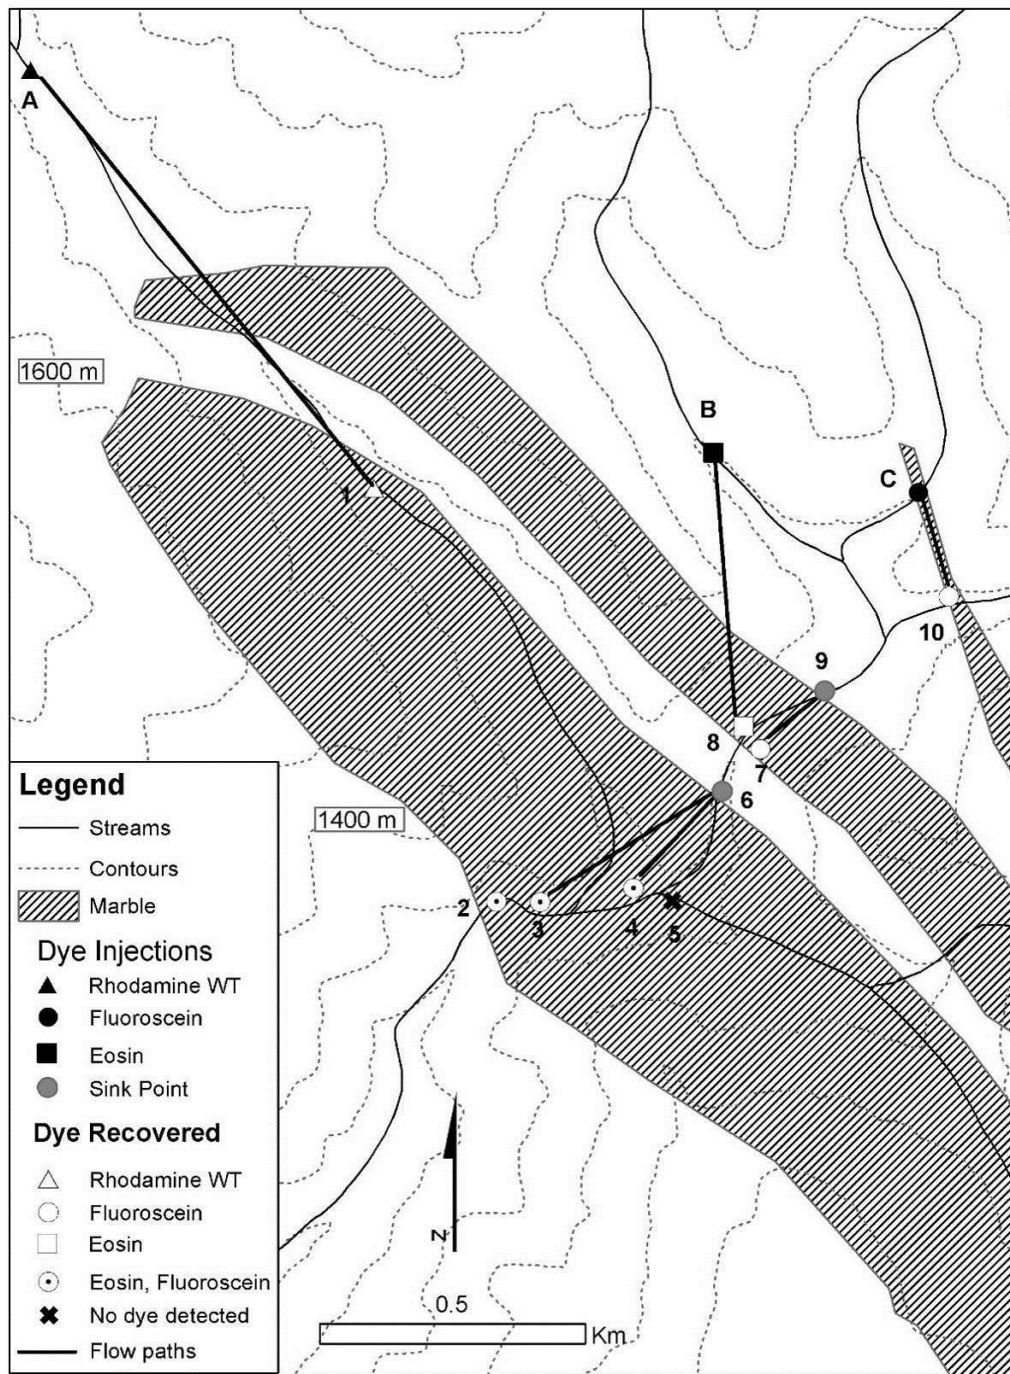 A
1600 m
B
C
1
10
9
8
7
6
1400 m
2
3
4
5
Legend
Streams
Contours
Marble
Dye Injections
Rhodamine WT
Fluoroscein
Eosin
Sink Point
Dye Recovered
Rhodamine WT
Fluoroscein
Eosin
Eosin, Fluoroscein
No dye detected
Flow paths
N
0.5
Km